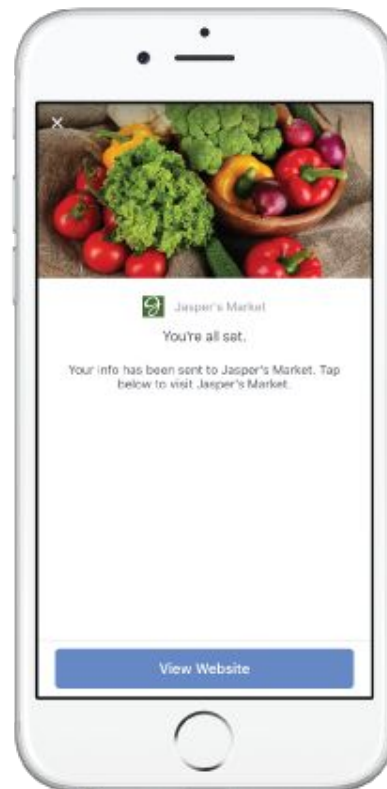 Jasper's Market
You're all set.
Your info has been sent to Jasper's Market. Tap
below to visit Jasper's Market.
View Website